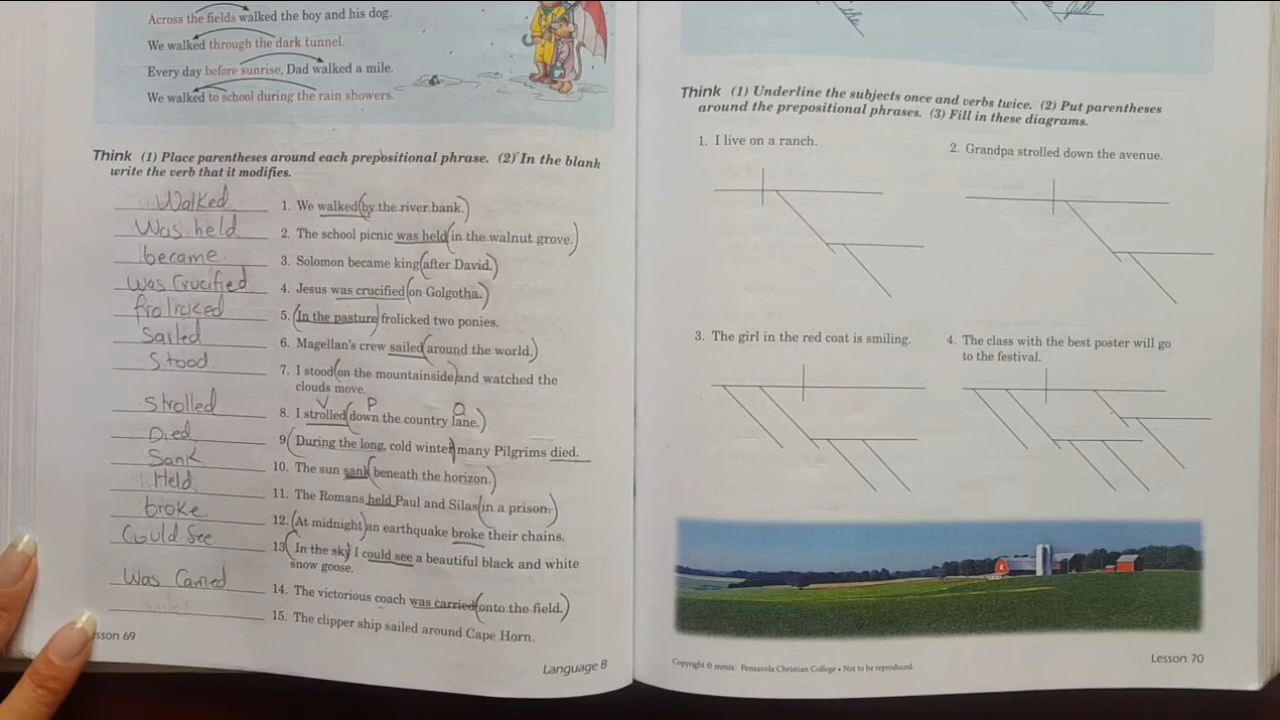 Across the fields walked the boy and his dog.
We walked through the dark tunnel.
Every day before sunrise, Dad walked a mile.
We walked to school during the rain showers.
Think (1) Place parentheses around each prepositional phrase. (2) In the blank
write the verb that it modifies.
Walked 1. We walked (by the river bank.)
Was held 2. The school picnic was held (in the walnut grove.)
became. 3. Solomon became king (after David.)
was Crucified 4. Jesus was crucified (on Golgotha.)
frolicked 5. (In the pasture) frolicked two ponies.
Sailed 6. Magellan's crew sailed (around the world.)
Stood 7. I stood (on the mountainside) and watched the
clouds move.
V P O
Strolled 8. I strolled (down the country lane.)
Died 9. (During the long, cold winter) many Pilgrims died.
Sank 10. The sun sank (beneath the horizon.)
Held 11. The Romans held Paul and Silas (in a prison.)
broke 12. (At midnight) an earthquake broke their chains.
Could See 13. (In the sky) I could see a beautiful black and white
snow goose.
Was Carried 14. The victorious coach was carried (onto the field.)
15. The clipper ship sailed around Cape Horn.
sson 69
Language B
the
Think (1) Underline the subjects once and verbs twice. (2) Put parentheses
around the prepositional phrases. (3) Fill in these diagrams.
1. I live on a ranch.
2. Grandpa strolled down the avenue.
3. The girl in the red coat is smiling.
4. The class with the best poster will go
to the festival.
Copyright © mmix Pensacola Christian College • Not to be reproduced.
Lesson 70